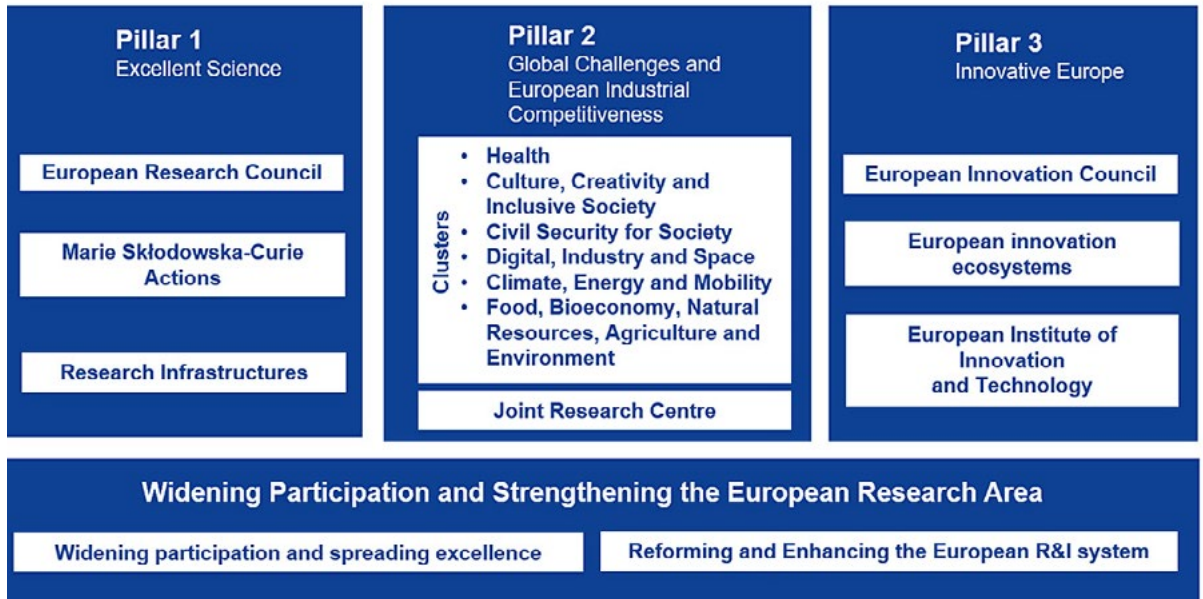 Pillar 1
Excellent Science
European Research Council
Marie Skłodowska-Curie
Actions
Research Infrastructures
Pillar 2
Global Challenges and
European Industrial
Competitiveness
Clusters
• Health
• Culture, Creativity and
Inclusive Society
• Civil Security for Society
• Digital, Industry and Space
• Climate, Energy and Mobility
• Food, Bioeconomy, Natural
Resources, Agriculture and
Environment
Joint Research Centre
Pillar 3
Innovative Europe
European Innovation Council
European innovation
ecosystems
European Institute of
Innovation
and Technology
Widening Participation and Strengthening the European Research Area
Widening participation and spreading excellence
Reforming and Enhancing the European R&I system